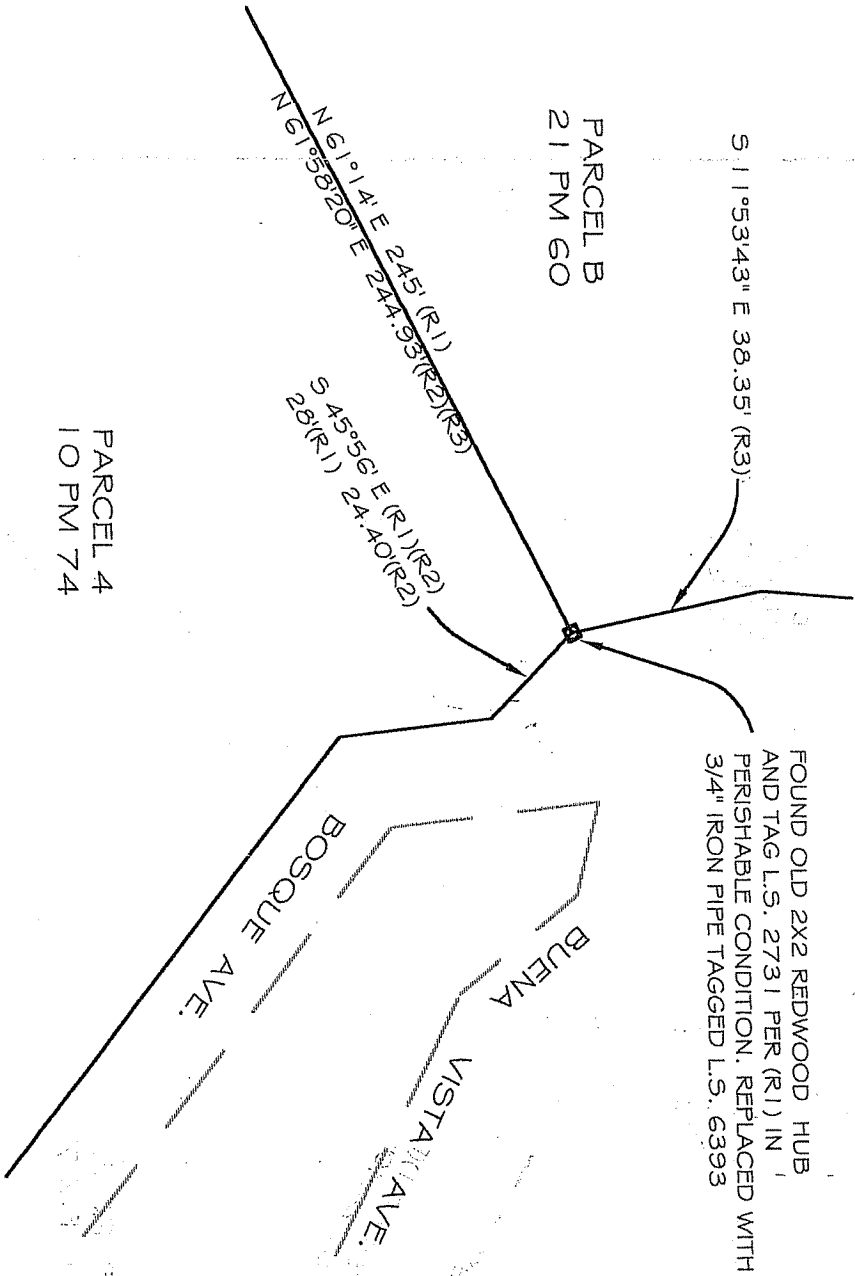 S 11°53'43" E 38.35' (R3)
PARCEL B
21 PM 60
N 61°14' E 245' (R1)
N 61°58'20" E 244.93'(R2)(R3)
S 45°56' E (R1)(R2)
28'(R1) 24.40'(R2)
PARCEL 4
10 PM 74
FOUND OLD 2X2 REDWOOD HUB
AND TAG L.S. 2731 PER (R1) IN
PERISHABLE CONDITION. REPLACED WITH
3/4" IRON PIPE TAGGED L.S. 6393
BOSQUE AVE.
BUENA VISTA AVE.